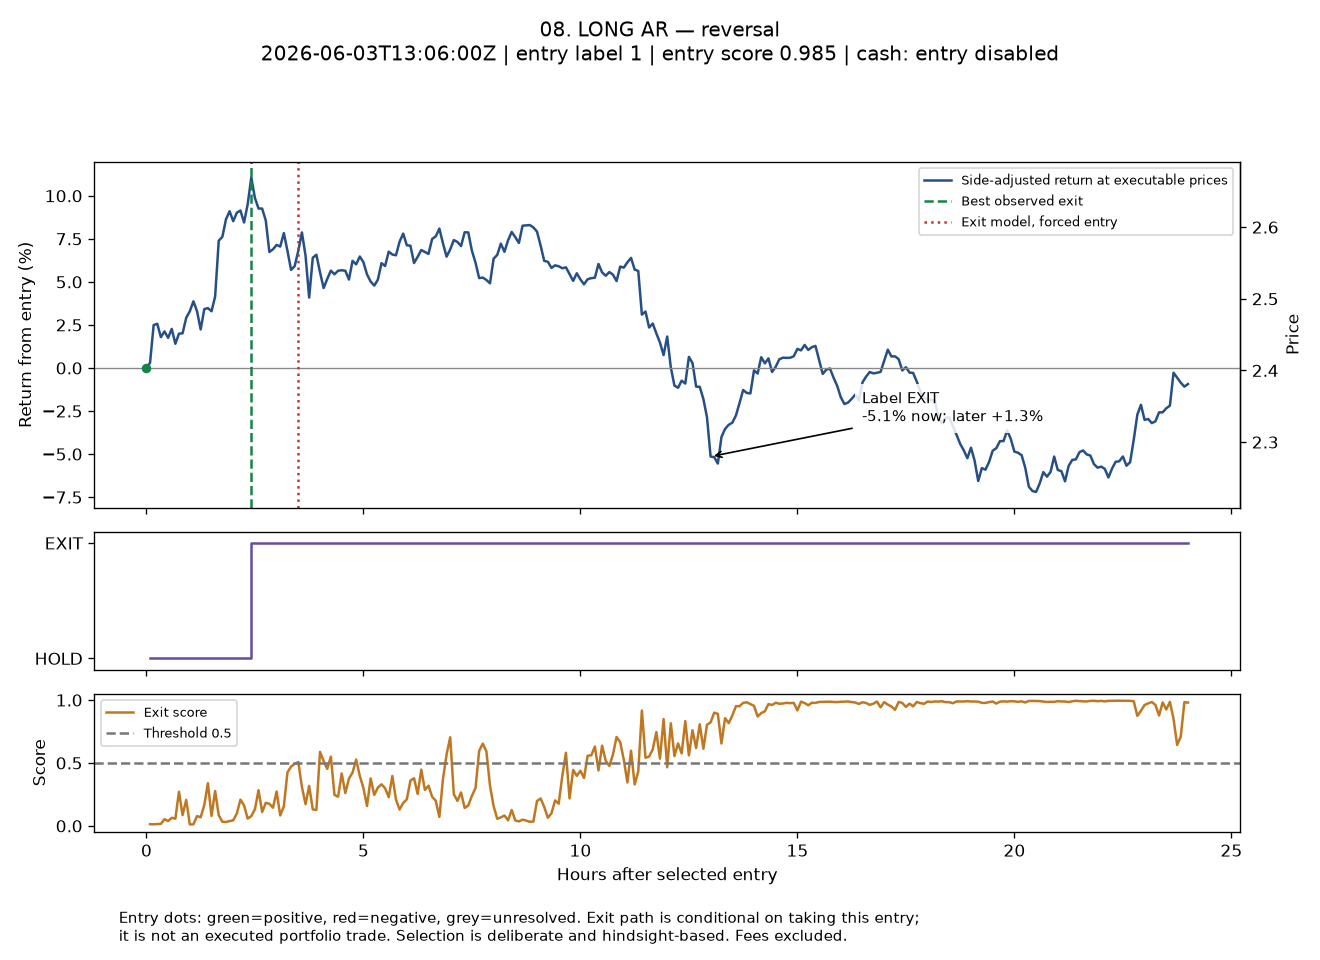 08. LONG AR — reversal
2026-06-03T13:06:00Z | entry label 1 | entry score 0.985 | cash: entry disabled
Return from entry (%)
10.0
7.5
5.0
2.5
0.0
−2.5
−5.0
−7.5
Side-adjusted return at executable prices
Best observed exit
Exit model, forced entry
Label EXIT
-5.1% now; later +1.3%
2.6
2.5
2.4
2.3
Price
EXIT
HOLD
Score
1.0
0.5
0.0
Exit score
Threshold 0.5
0
5
10
15
20
25
Hours after selected entry
Entry dots: green=positive, red=negative, grey=unresolved. Exit path is conditional on taking this entry;
it is not an executed portfolio trade. Selection is deliberate and hindsight-based. Fees excluded.